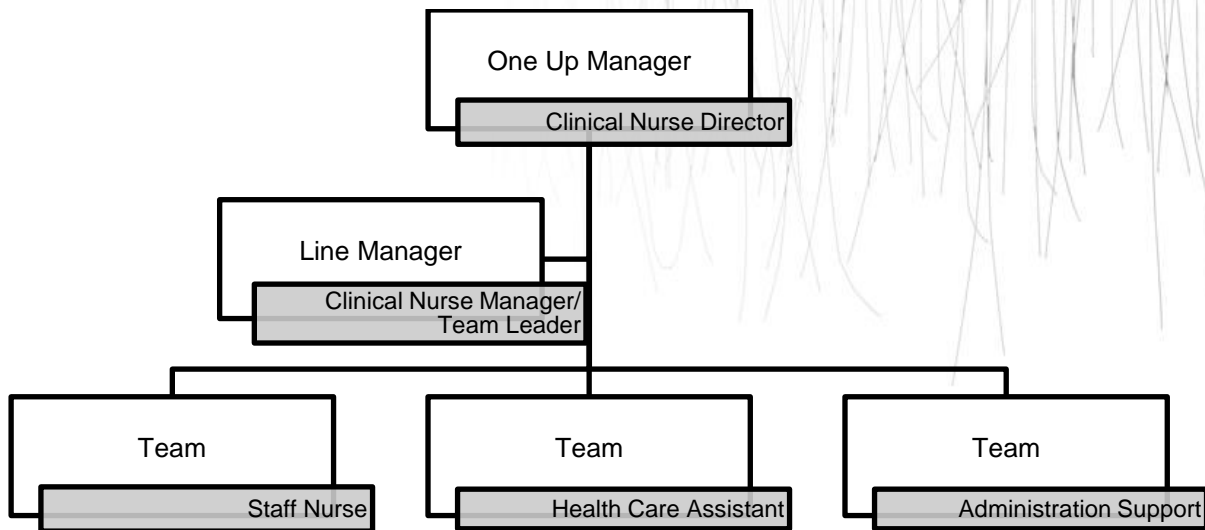 One Up Manager
Clinical Nurse Director
Line Manager
Clinical Nurse Manager/
Team Leader
Team
Staff Nurse
Team
Health Care Assistant
Team
Administration Support